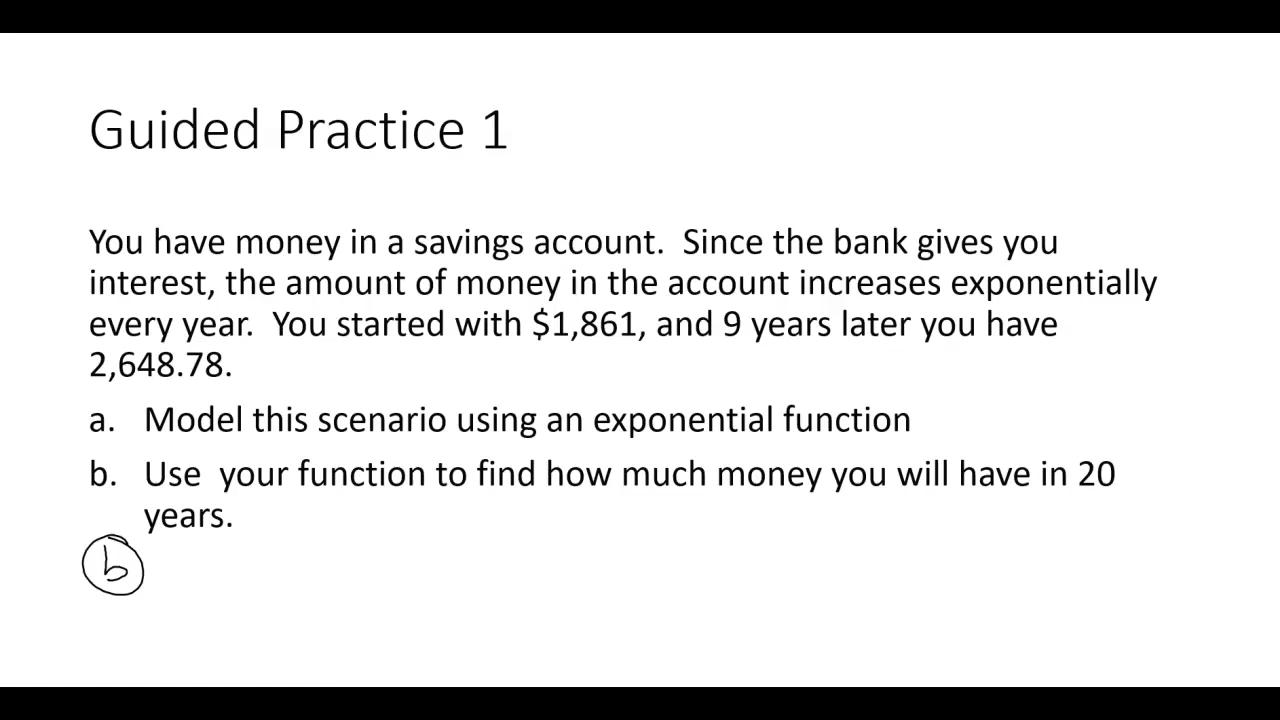 Guided Practice 1
You have money in a savings account.  Since the bank gives you
interest, the amount of money in the account increases exponentially
every year.  You started with $1,861, and 9 years later you have
2,648.78.
a. Model this scenario using an exponential function
b. Use  your function to find how much money you will have in 20
years.
b